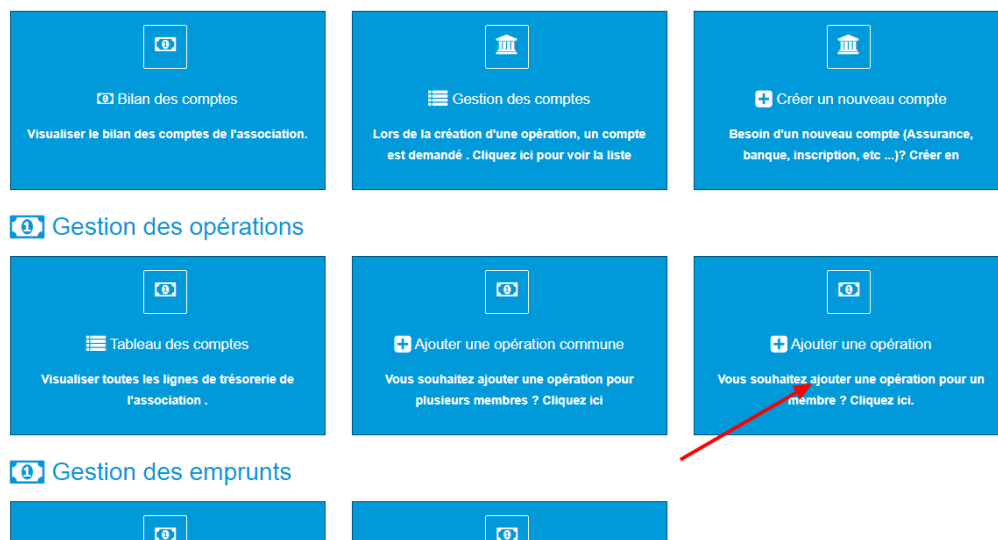 Bilan des comptes
Visualiser le bilan des comptes de l'association.
Gestion des comptes
Lors de la création d'une opération, un compte
est demandé . Cliquez ici pour voir la liste
Créer un nouveau compte
Besoin d'un nouveau compte (Assurance,
banque, inscription, etc ...)? Créer en
Gestion des opérations
Tableau des comptes
Visualiser toutes les lignes de trésorerie de
l'association .
Ajouter une opération commune
Vous souhaitez ajouter une opération pour
plusieurs membres ? Cliquez ici
Ajouter une opération
Vous souhaitez ajouter une opération pour un
membre ? Cliquez ici.
Gestion des emprunts